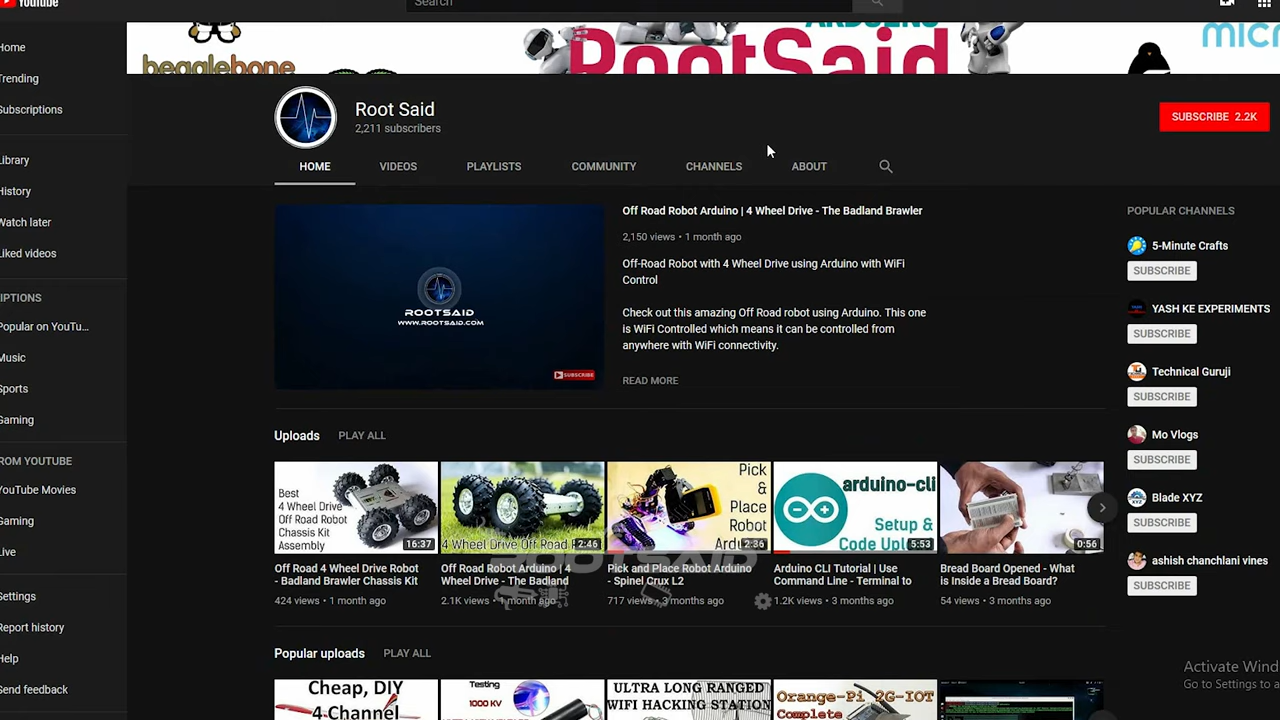 YouTube
Search
beaglebone
ARDUINO
RootSaid
Home
Trending
Subscriptions
Library
History
Watch later
Liked videos
IPTIONS
Popular on YouTu...
Music
Sports
Gaming
ROM YOUTUBE
YouTube Movies
Gaming
Live
Settings
Report history
Help
Send feedback
Root Said
2,211 subscribers
SUBSCRIBE 2.2K
HOME VIDEOS PLAYLISTS COMMUNITY CHANNELS ABOUT
ROOTSAID
WWW.ROOTSAID.COM
SUBSCRIBE
Off Road Robot Arduino | 4 Wheel Drive - The Badland Brawler
2,150 views • 1 month ago
Off-Road Robot with 4 Wheel Drive using Arduino with WiFi
Control
Check out this amazing Off Road robot using Arduino. This one
is WiFi Controlled which means it can be controlled from
anywhere with WiFi connectivity.
READ MORE
POPULAR CHANNELS
5-Minute Crafts
SUBSCRIBE
YASH KE EXPERIMENTS
SUBSCRIBE
Technical Guruji
SUBSCRIBE
Mo Vlogs
SUBSCRIBE
Blade XYZ
SUBSCRIBE
ashish chanchlani vines
SUBSCRIBE
Uploads PLAY ALL
Best
4 Wheel Drive
Off Road Robot
Chassis Kit
Assembly
16:37
Off Road 4 Wheel Drive Robot
- Badland Brawler Chassis Kit
424 views • 1 month ago
4 Wheel Drive Off Road
2:46
Off Road Robot Arduino | 4
Wheel Drive - The Badland
2.1K views • 1 month ago
Pick
&
Place
Robot
2:36
Pick and Place Robot Arduino
- Spinel Crux L2
717 views • 3 months ago
arduino-cli
Setup &
Code
5:53
Arduino CLI Tutorial | Use
Command Line - Terminal to
1.2K views • 3 months ago
0:56
Bread Board Opened - What
is Inside a Bread Board?
54 views • 3 months ago
ROOTSAID
Popular uploads PLAY ALL
Cheap, DIY
4 Channel
Testing
1000 KV
ULTRA LONG RANGED
WIFI HACKING STATION
Orange-Pi 2G-IOT
Complete
Activate Wind
Go to Settings to a